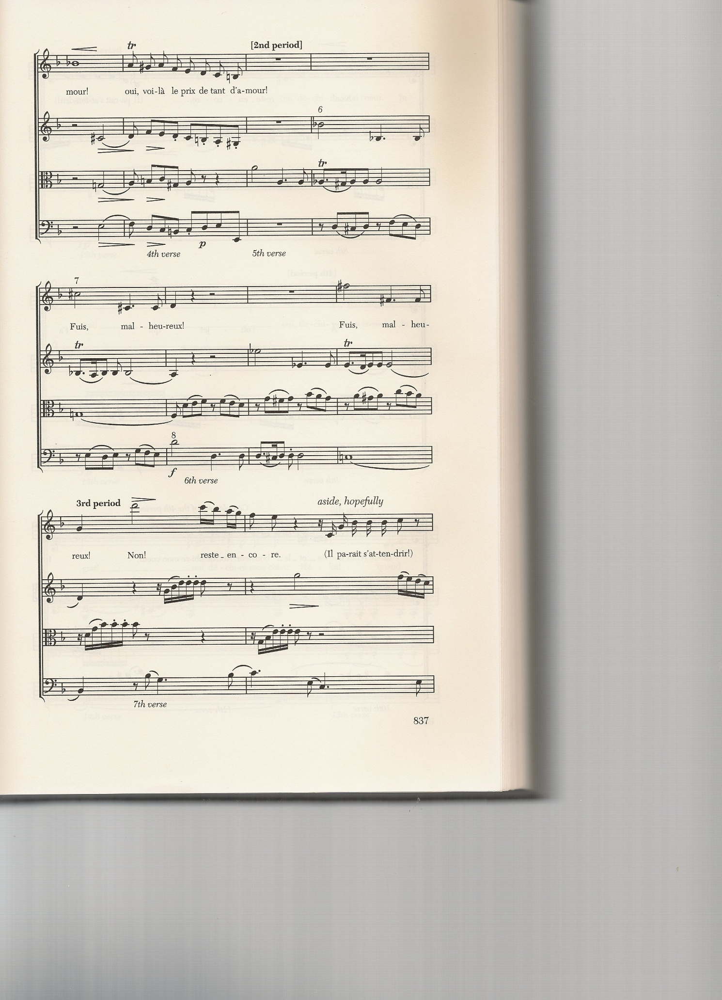 tr [2nd period]
mour! oui, voi-là le prix de tant d'a-mour!
6
tr
p
4th verse 5th verse
7
Fuis, mal - heu-reux! Fuis, mal - heu-
tr tr
8
f
6th verse
3rd period aside, hopefully
reux! Non! reste - en - co - re. (Il pa-rait s'at-ten-drir!)
7th verse
837